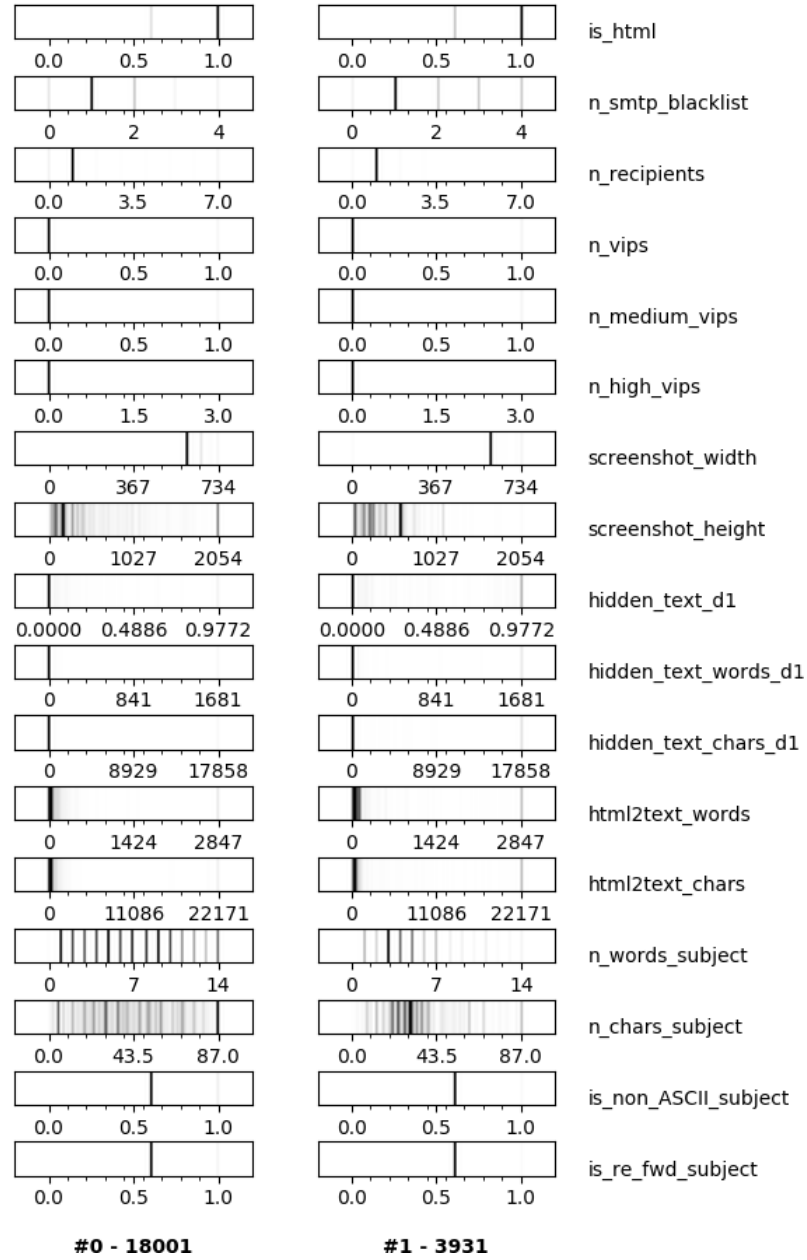 is_html
0.0 0.5 1.0 0.0 0.5 1.0
n_smtp_blacklist
0 2 4 0 2 4
n_recipients
0.0 3.5 7.0 0.0 3.5 7.0
n_vips
0.0 0.5 1.0 0.0 0.5 1.0
n_medium_vips
0.0 0.5 1.0 0.0 0.5 1.0
n_high_vips
0.0 1.5 3.0 0.0 1.5 3.0
screenshot_width
0 367 734 0 367 734
screenshot_height
0 1027 2054 0 1027 2054
hidden_text_d1
0.0000 0.4886 0.9772 0.0000 0.4886 0.9772
hidden_text_words_d1
0 841 1681 0 841 1681
hidden_text_chars_d1
0 8929 17858 0 8929 17858
html2text_words
0 1424 2847 0 1424 2847
html2text_chars
0 11086 22171 0 11086 22171
n_words_subject
0 7 14 0 7 14
n_chars_subject
0.0 43.5 87.0 0.0 43.5 87.0
is_non_ASCII_subject
0.0 0.5 1.0 0.0 0.5 1.0
is_re_fwd_subject
0.0 0.5 1.0 0.0 0.5 1.0
#0 - 18001 #1 - 3931